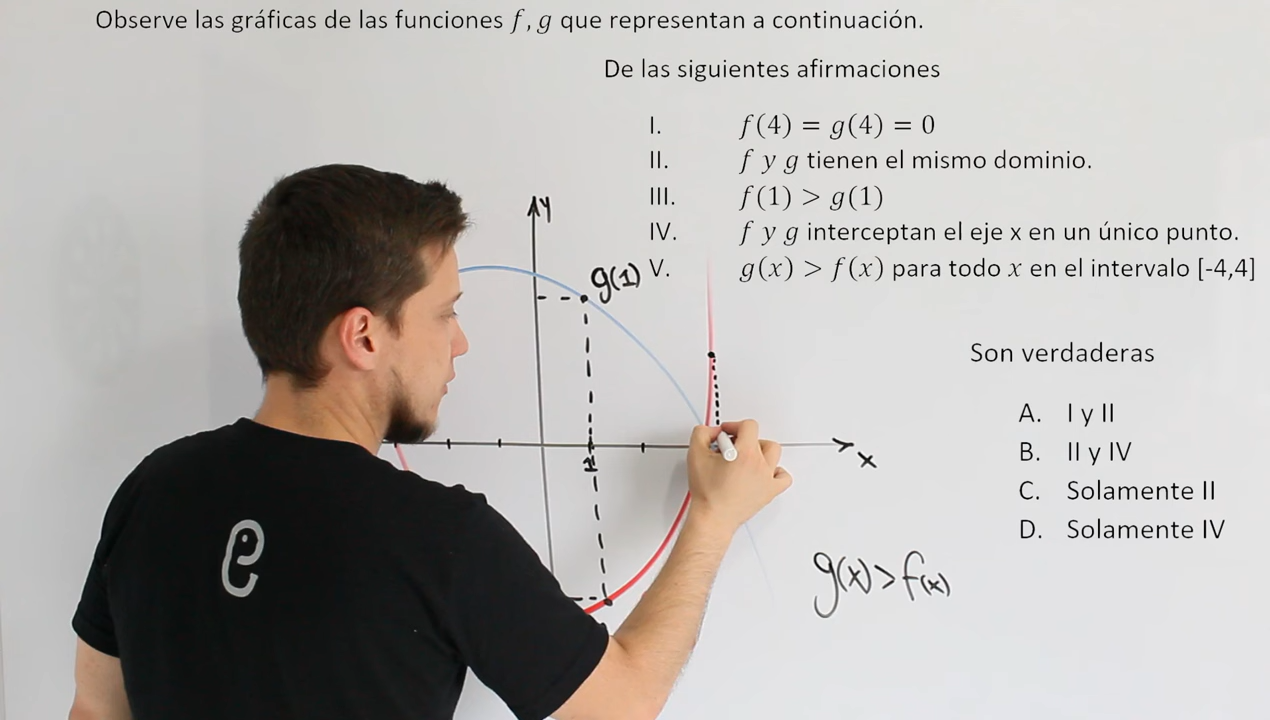 Observe las gráficas de las funciones f, g que representan a continuación.
De las siguientes afirmaciones
I. f(4) = g(4) = 0
II. f y g tienen el mismo dominio.
III. f(1) > g(1)
IV. f y g interceptan el eje x en un único punto.
V. g(x) > f(x) para todo x en el intervalo [-4,4]
y
g(1)
1
x
g(x)>f(x)
Son verdaderas
A. I y II
B. II y IV
C. Solamente II
D. Solamente IV
e